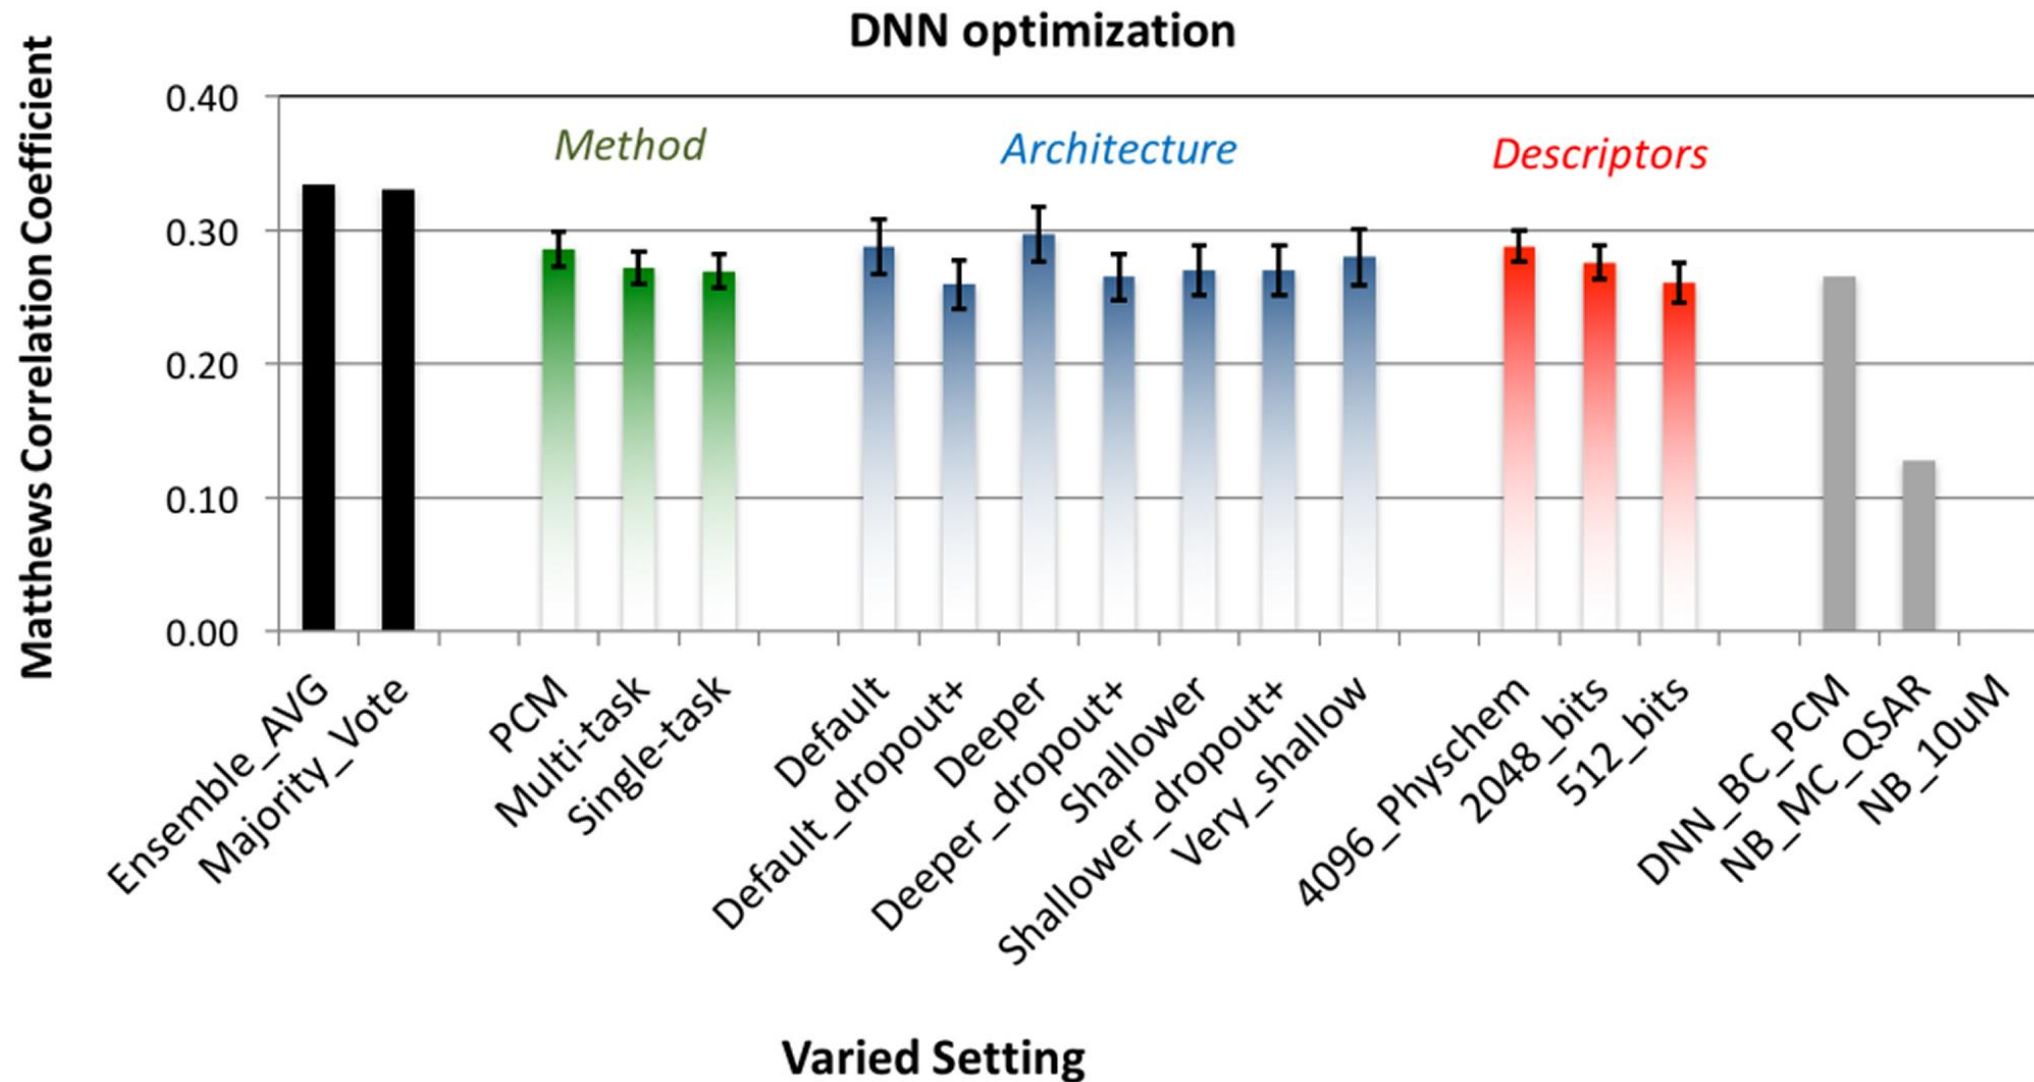 DNN optimization
Matthews Correlation Coefficient
0.40
0.30
0.20
0.10
0.00
Method
Architecture
Descriptors
Ensemble_AVG
Majority_Vote
PCM
Multi-task
Single-task
Default
Default_dropout+
Deeper
Deeper_dropout+
Shallower
Shallower_dropout+
Very_shallow
4096_Physchem
2048_bits
512_bits
DNN_BC_PCM
NB_MC_QSAR
NB_10uM
Varied Setting